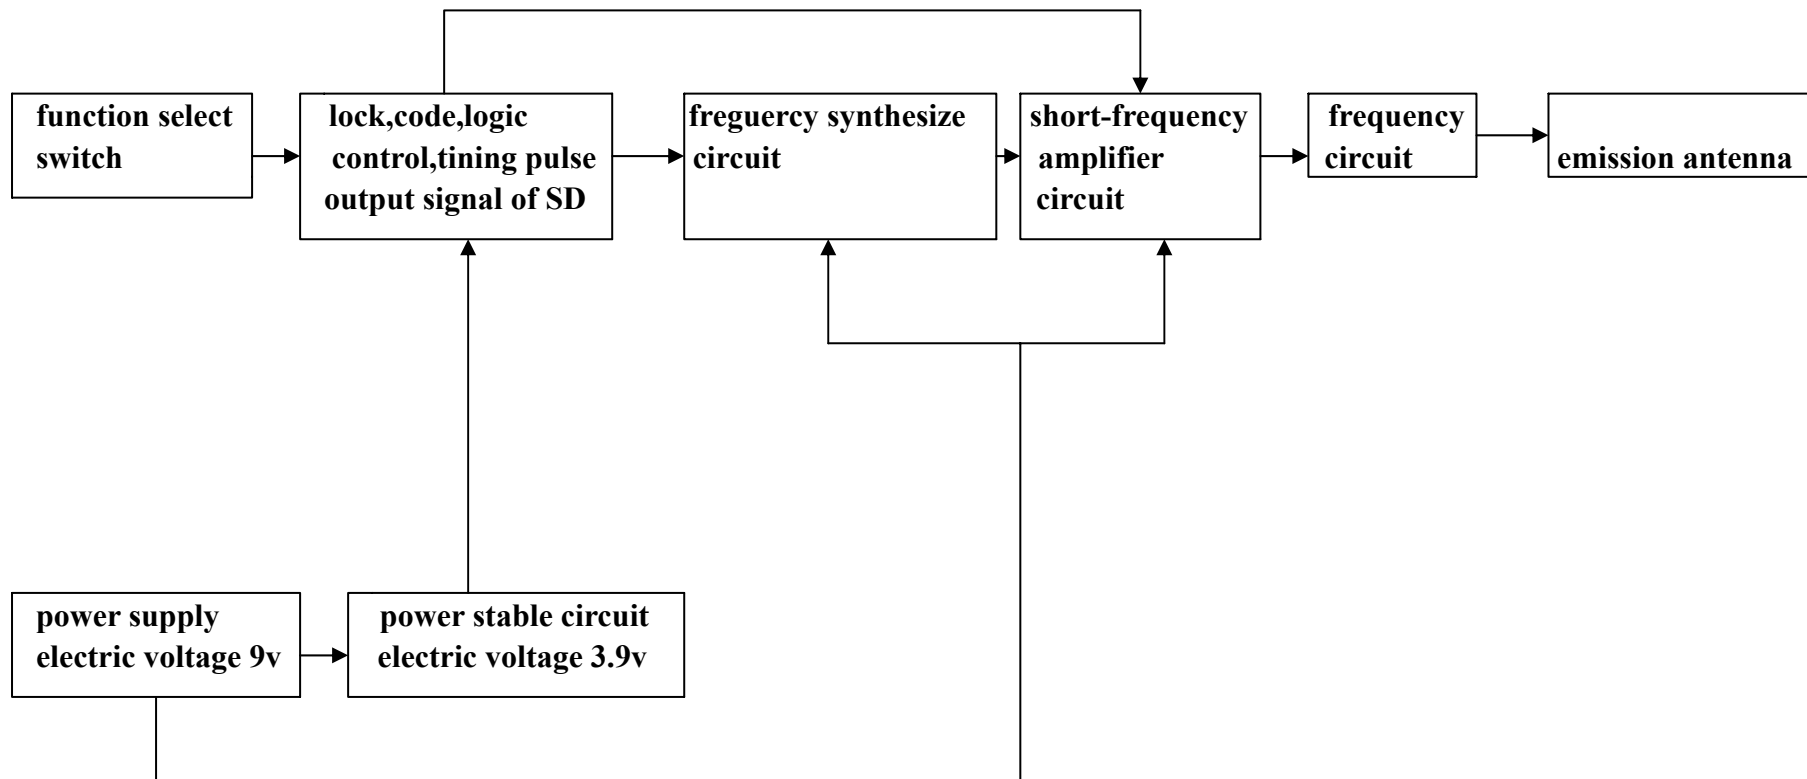 function select
switch
lock,code,logic
control,tining pulse
output signal of SD
freguercy synthesize
circuit
short-frequency
amplifier
circuit
frequency
circuit
emission antenna
power supply
electric voltage 9v
power stable circuit
electric voltage 3.9v